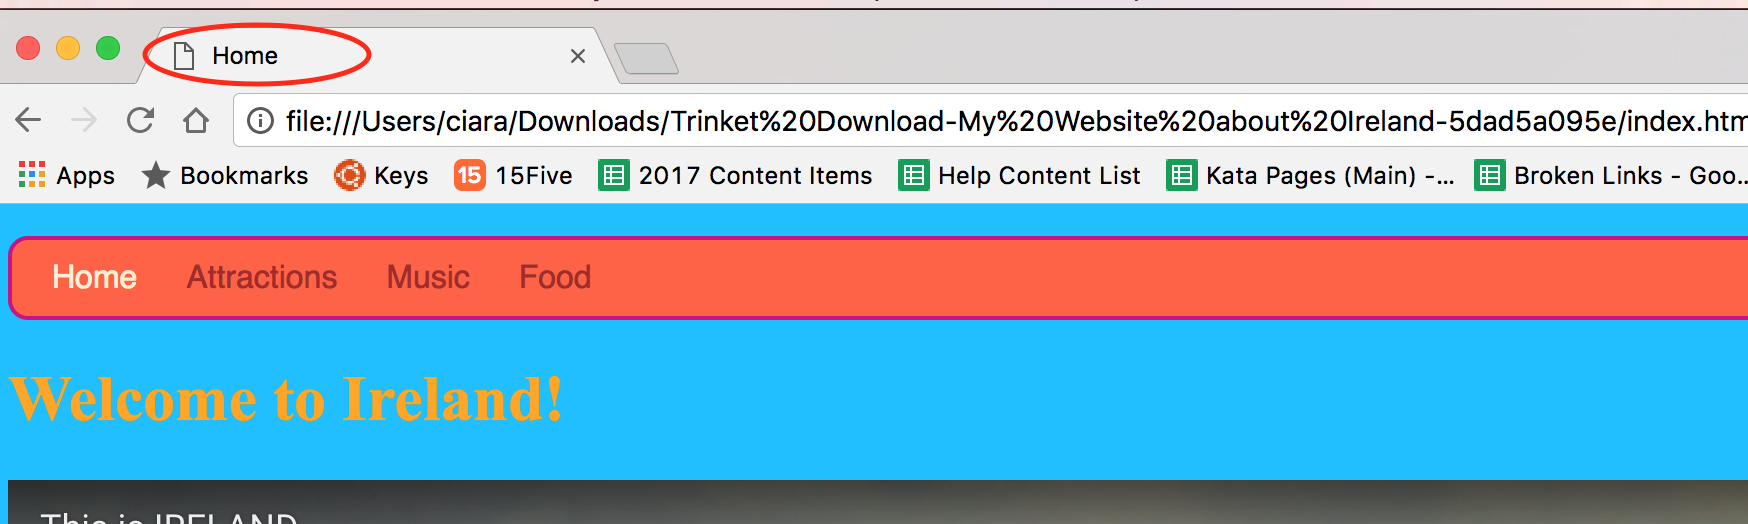 Home
file:///Users/ciara/Downloads/Trinket%20Download-My%20Website%20about%20Ireland-5dad5a095e/index.htm
Apps Bookmarks Keys 15 15Five 2017 Content Items Help Content List Kata Pages (Main) -... Broken Links - Goo...
Home Attractions Music Food
Welcome to Ireland!
This is IRELAND